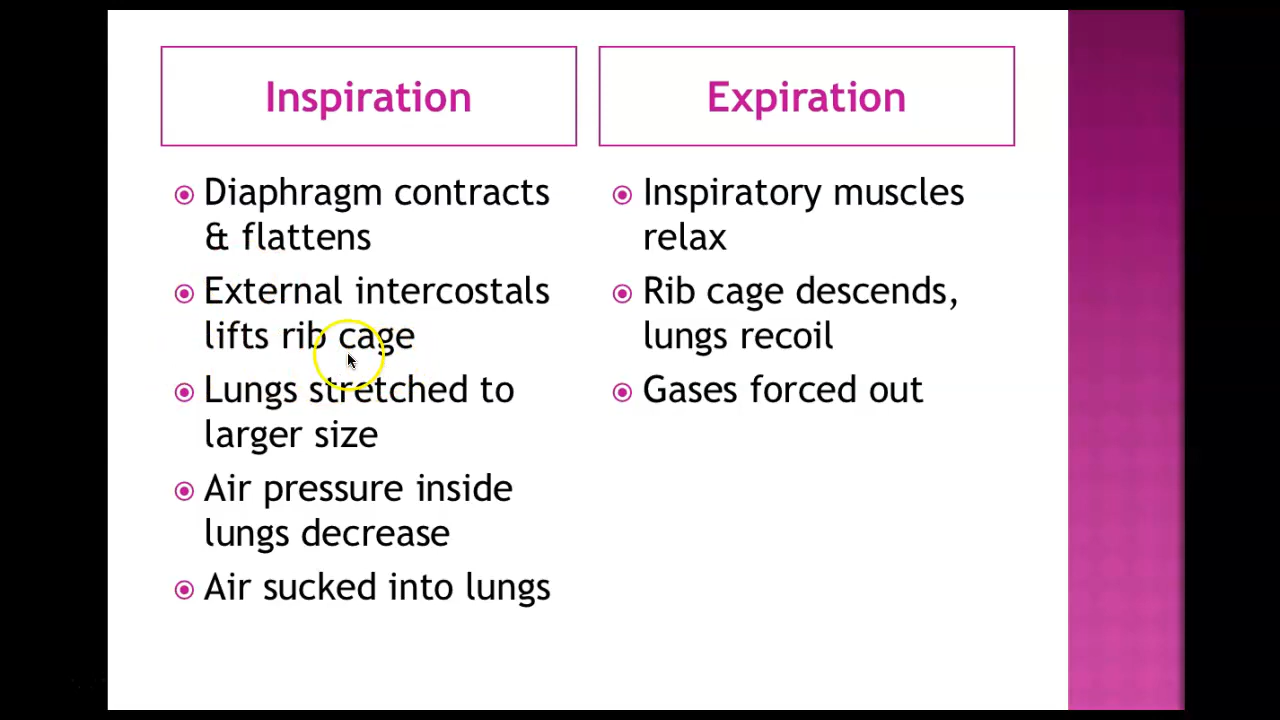 Inspiration
Diaphragm contracts
& flattens
External intercostals
lifts rib cage
Lungs stretched to
larger size
Air pressure inside
lungs decrease
Air sucked into lungs
Expiration
Inspiratory muscles
relax
Rib cage descends,
lungs recoil
Gases forced out